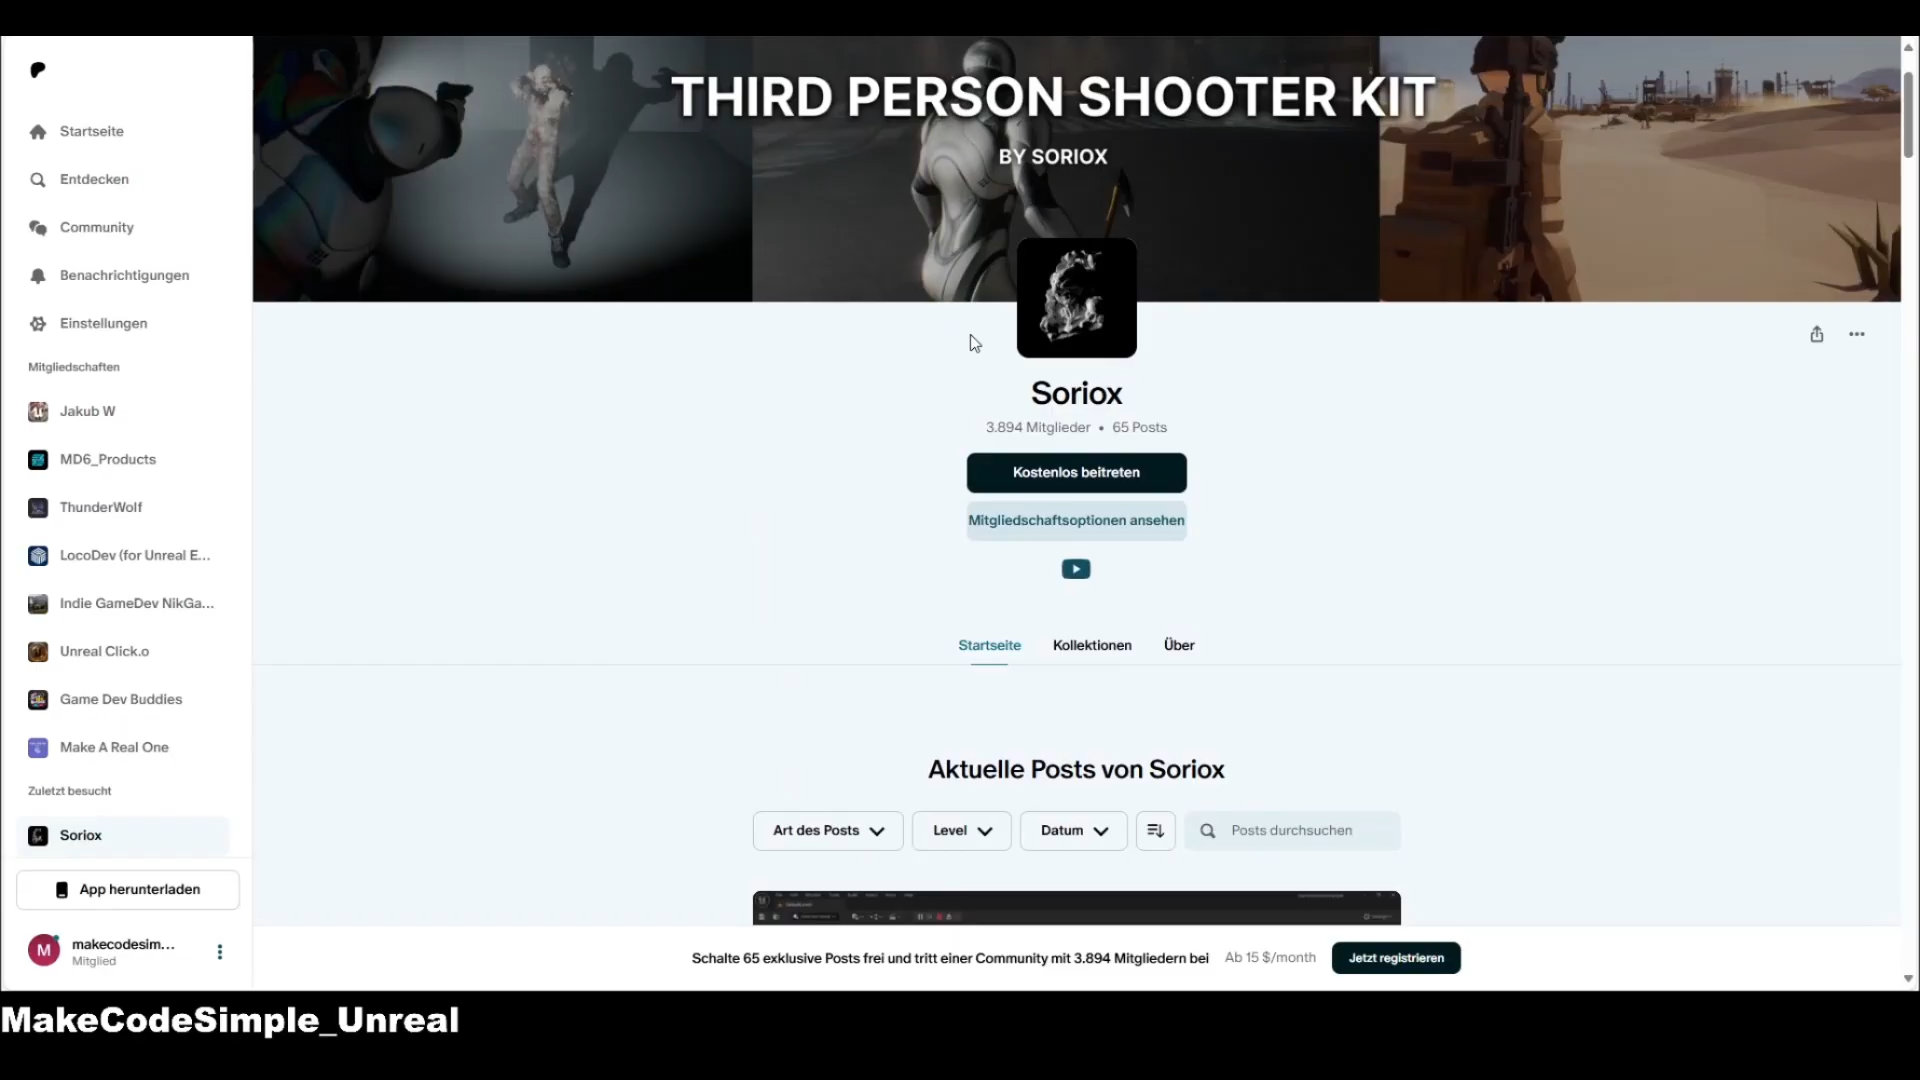 THIRD PERSON SHOOTER KIT
BY SORIOX
Startseite
Entdecken
Community
Benachrichtigungen
Einstellungen
Mitgliedschaften
Jakub W
MD6_Products
ThunderWolf
LocoDev (for Unreal E...
Indie GameDev NikGa...
Unreal Click.o
Game Dev Buddies
Make A Real One
Zuletzt besucht
Soriox
App herunterladen
M
makecodesim...
Mitglied
Soriox
3.894 Mitglieder • 65 Posts
Kostenlos beitreten
Mitgliedschaftsoptionen ansehen
Startseite Kollektionen Über
Aktuelle Posts von Soriox
Art des Posts Level Datum Posts durchsuchen
Schalte 65 exklusive Posts frei und tritt einer Community mit 3.894 Mitgliedern bei Ab 15 $/month Jetzt registrieren
MakeCodeSimple_Unreal